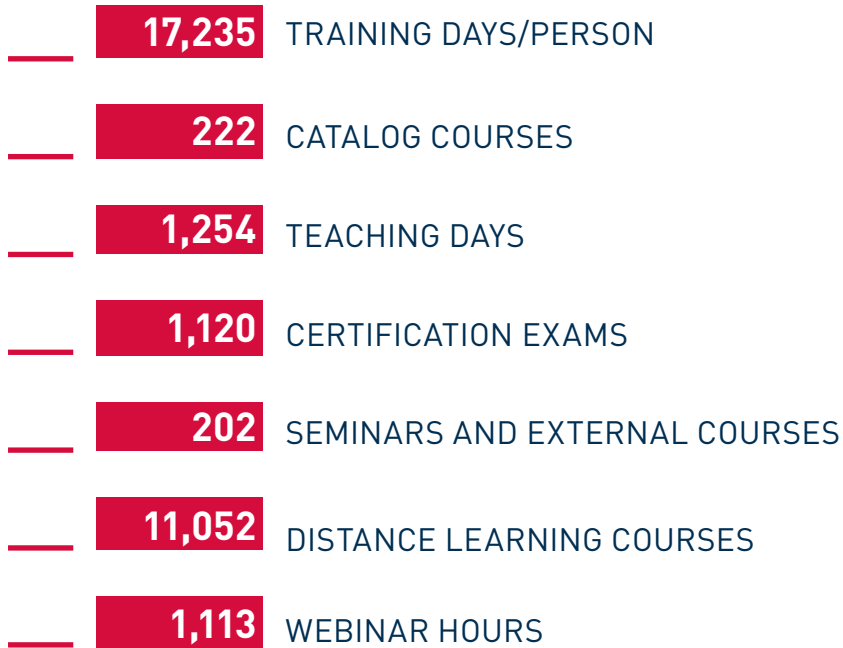 17,235 TRAINING DAYS/PERSON
222 CATALOG COURSES
1,254 TEACHING DAYS
1,120 CERTIFICATION EXAMS
202 SEMINARS AND EXTERNAL COURSES
11,052 DISTANCE LEARNING COURSES
1,113 WEBINAR HOURS